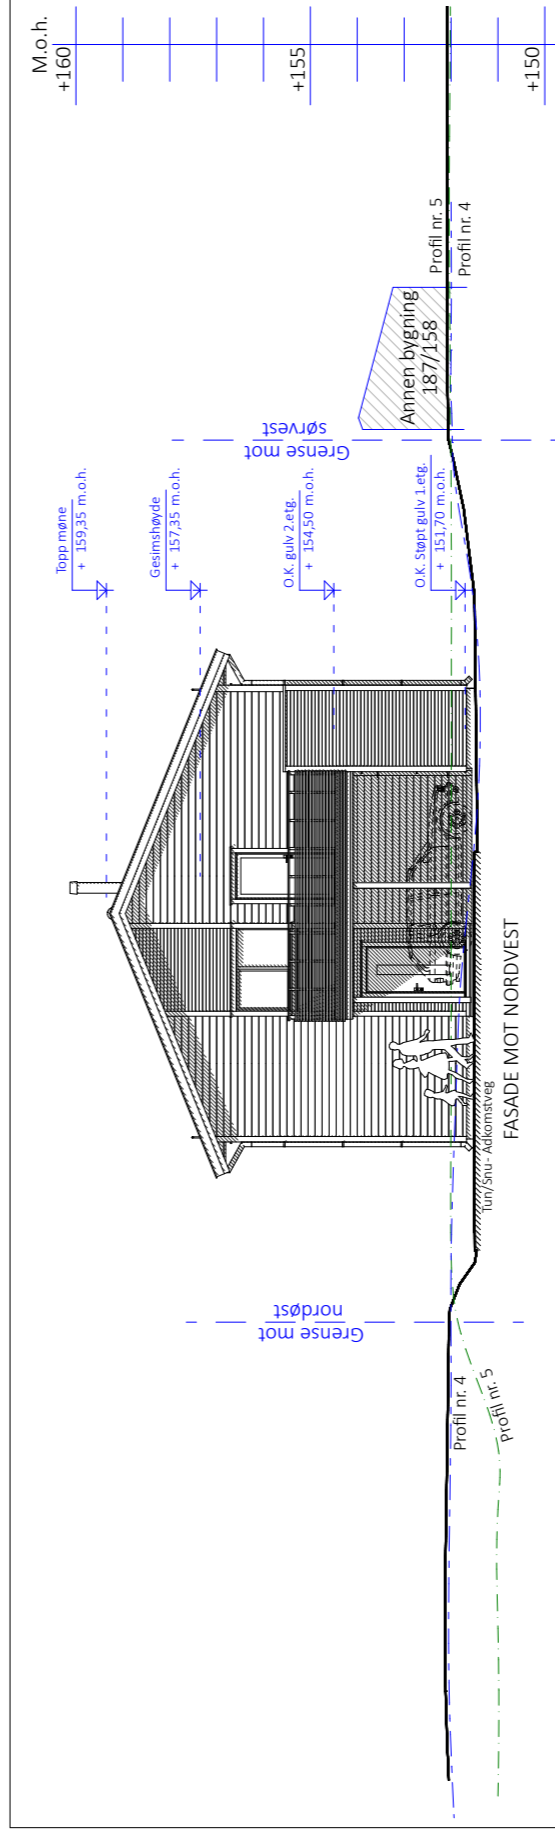 M.o.h.
+160
+155
+150
Topp møne
+ 159,35 m.o.h.
Gesimshøyde
+ 157,35 m.o.h.
O.K. gulv 2.etg.
+ 154,50 m.o.h.
O.K. Støpt gulv 1.etg.
+ 151,70 m.o.h.
Grense mot
nordøst
Grense mot
sørvest
Annen bygning
187/158
Profil nr. 5
Profil nr. 4
Profil nr. 4
Profil nr. 5
Tun/Snu- Adkomstveg
FASADE MOT NORDVEST